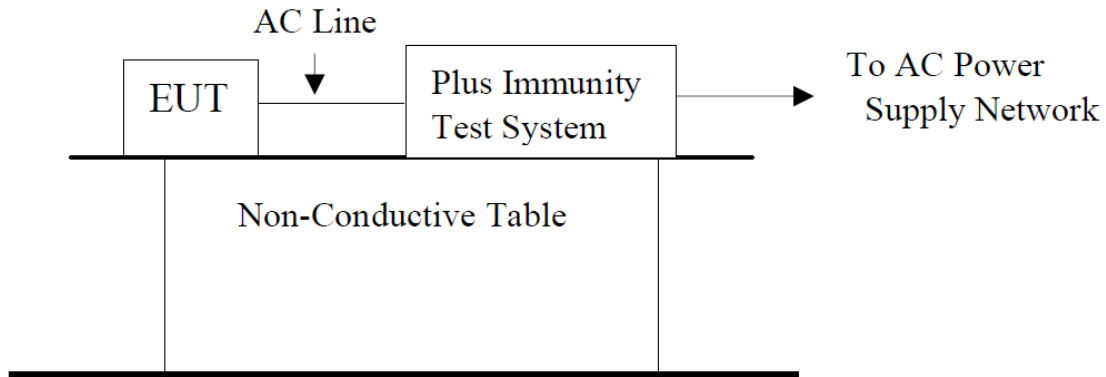 AC Line
EUT
Plus Immunity
Test System
To AC Power
Supply Network
Non-Conductive Table